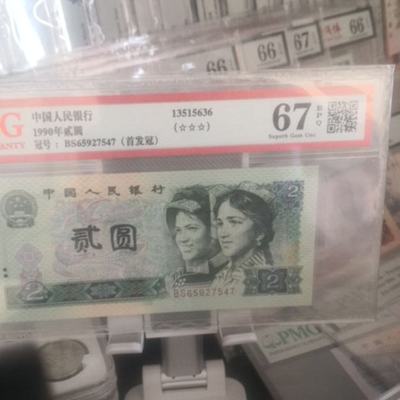 G
ANTY
中国人民银行
1990年贰圆
冠号：BS65927547（首发冠）
13515636
(☆☆☆)
67
EPQ
Superb Gem Unc
中国人民银行
贰圆
2
2
2
BS65927547
66
66
66
PMG